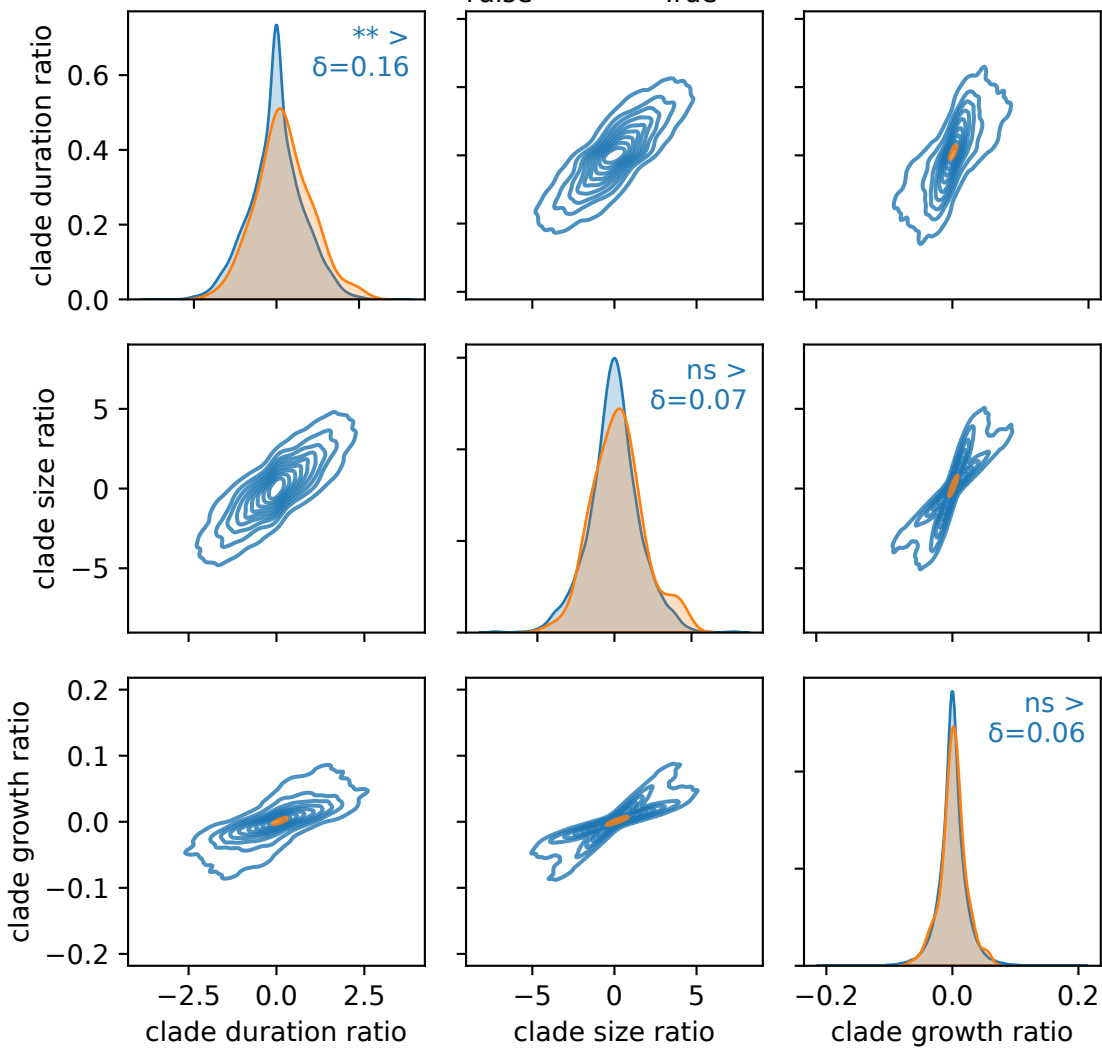 False True
clade duration ratio
0.6
0.4
0.2
0.0
** >
δ=0.16
clade size ratio
5
0
−5
ns >
δ=0.07
clade growth ratio
0.2
0.1
0.0
−0.1
−0.2
ns >
δ=0.06
−2.5 0.0 2.5 −5 0 5 −0.2 0.0 0.2
clade duration ratio clade size ratio clade growth ratio